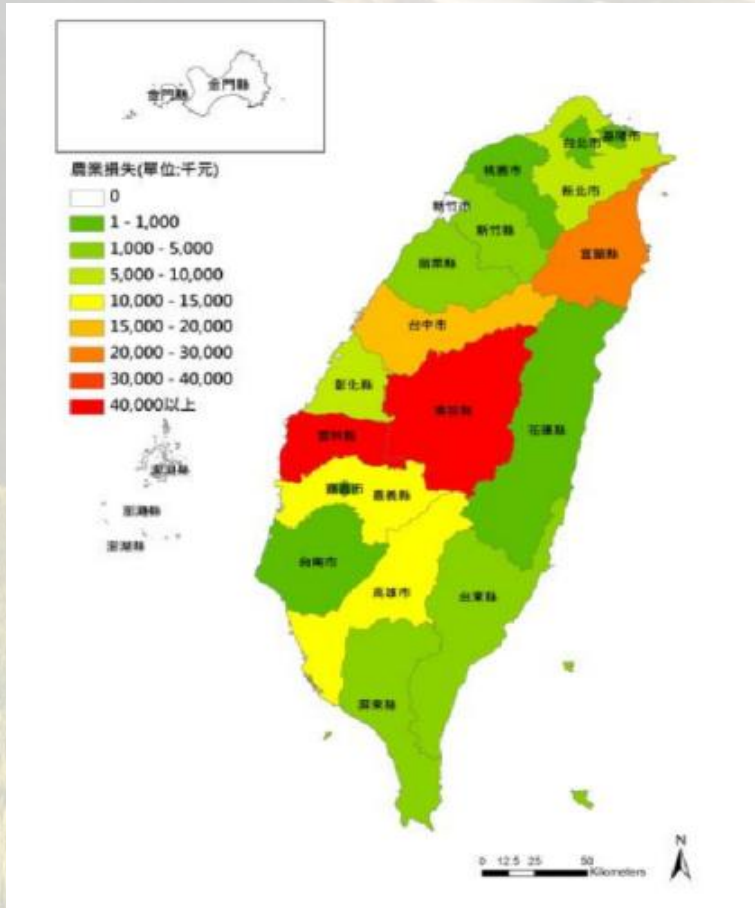 金門縣
金門縣
農業損失(單位:千元)
0
1 - 1,000
1,000 - 5,000
5,000 - 10,000
10,000 - 15,000
15,000 - 20,000
20,000 - 30,000
30,000 - 40,000
40,000以上
基隆市
台北市
桃園市
新北市
新竹市
新竹縣
宜蘭縣
苗栗縣
台中市
彰化縣
南投縣
花蓮縣
雲林縣
澎湖縣
嘉義市
嘉義縣
澎湖縣
澎湖縣
台南市
高雄市
台東縣
屏東縣
N
0 12.5 25 50
Kilometers